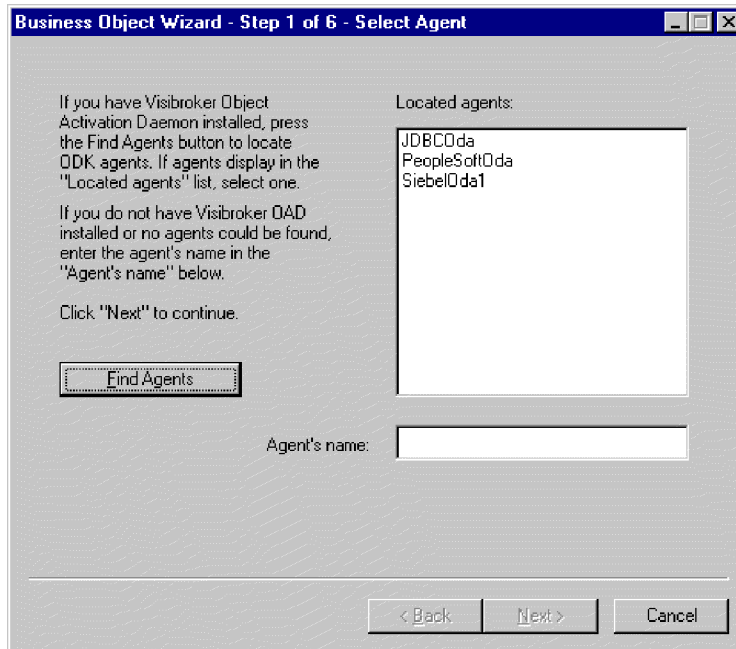 Business Object Wizard - Step 1 of 6 - Select Agent
If you have Visibroker Object
Activation Daemon installed, press
the Find Agents button to locate
ODK agents. If agents display in the
"Located agents" list, select one.
If you do not have Visibroker OAD
installed or no agents could be found,
enter the agent's name in the
"Agent's name" below.
Click "Next" to continue.
Find Agents
Located agents:
JDBCOda
PeopleSoftOda
SiebelOda1
Agent's name:
< Back
Next >
Cancel